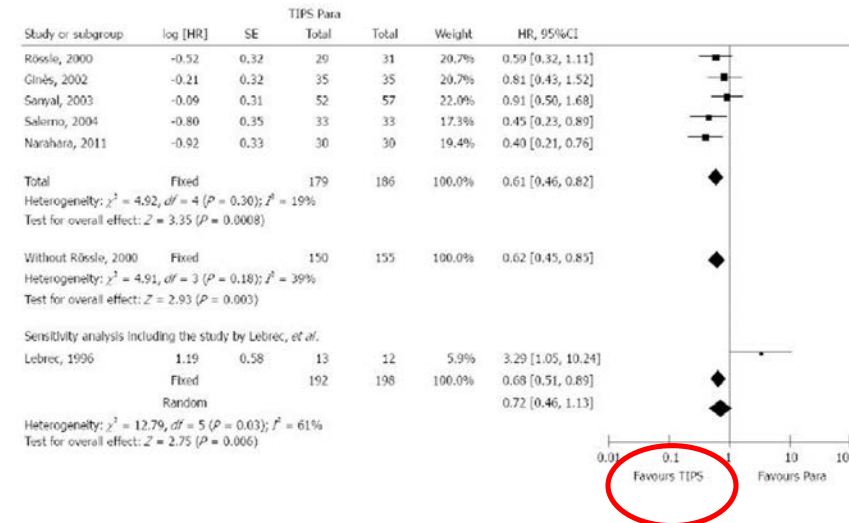 TIPS Para
Study or subgroup log [HR] SE Total Total Weight HR, 95%CI
Rössle, 2000 -0.52 0.32 29 31 20.7% 0.59 [0.32, 1.11]
Ginès, 2002 -0.21 0.32 35 35 20.7% 0.81 [0.43, 1.52]
Sanyal, 2003 -0.09 0.31 52 57 22.0% 0.91 [0.50, 1.68]
Salerno, 2004 -0.80 0.35 33 33 17.3% 0.45 [0.23, 0.89]
Narahara, 2011 -0.92 0.33 30 30 19.4% 0.40 [0.21, 0.76]
Total Fixed 179 186 100.0% 0.61 [0.46, 0.82]
Heterogeneity: χ² = 4.92, df = 4 (P = 0.30); I² = 19%
Test for overall effect: Z = 3.35 (P = 0.0008)
Without Rössle, 2000 Fixed 150 155 100.0% 0.62 [0.45, 0.85]
Heterogeneity: χ² = 4.91, df = 3 (P = 0.18); I² = 39%
Test for overall effect: Z = 2.93 (P = 0.003)
Sensitivity analysis including the study by Lebrec, et al.
Lebrec, 1996 1.19 0.58 13 12 5.9% 3.29 [1.05, 10.24]
Fixed 192 198 100.0% 0.68 [0.51, 0.89]
Random 0.72 [0.46, 1.13]
Heterogeneity: χ² = 12.79, df = 5 (P = 0.03); I² = 61%
Test for overall effect: Z = 2.75 (P = 0.006)
0.01 0.1 1 10
Favours TIPS Favours Para